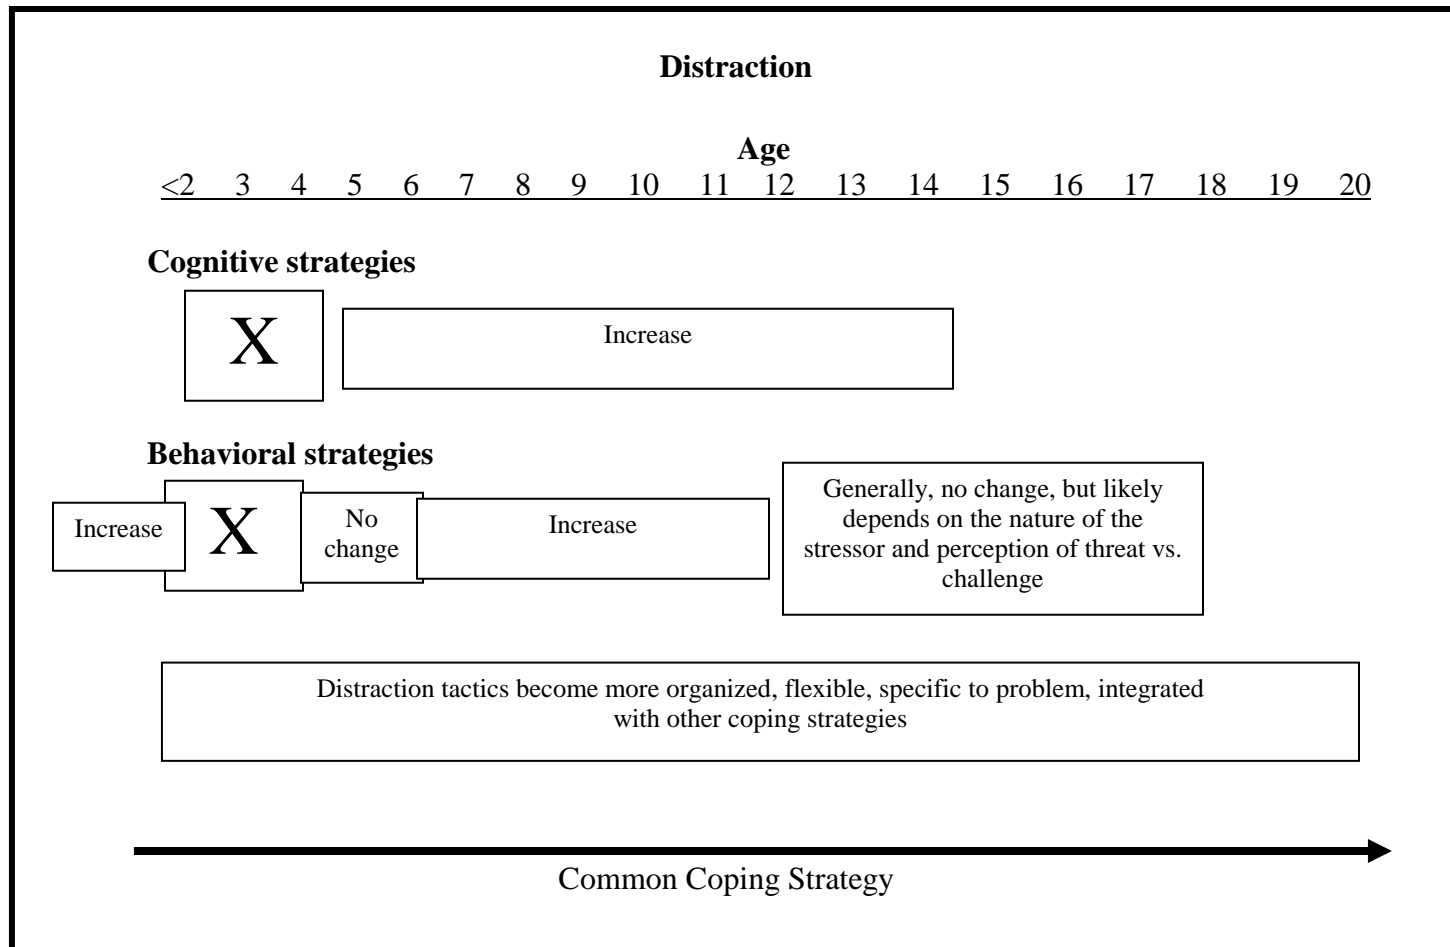 Distraction
Age
<2 3 4 5 6 7 8 9 10 11 12 13 14 15 16 17 18 19 20
Cognitive strategies
X
Increase
Behavioral strategies
Increase
X
No
change
Increase
Generally, no change, but likely
depends on the nature of the
stressor and perception of threat vs.
challenge
Distraction tactics become more organized, flexible, specific to problem, integrated
with other coping strategies
Common Coping Strategy